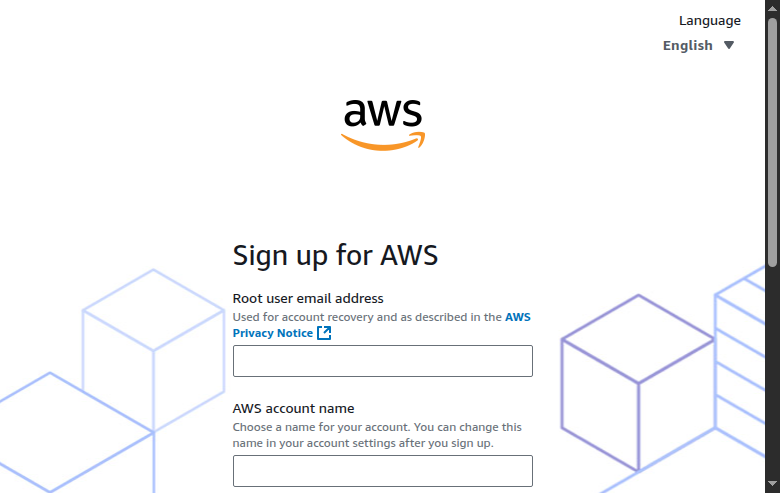 Language
English
aws
Sign up for AWS
Root user email address
Used for account recovery and as described in the AWS
Privacy Notice
AWS account name
Choose a name for your account. You can change this
name in your account settings after you sign up.